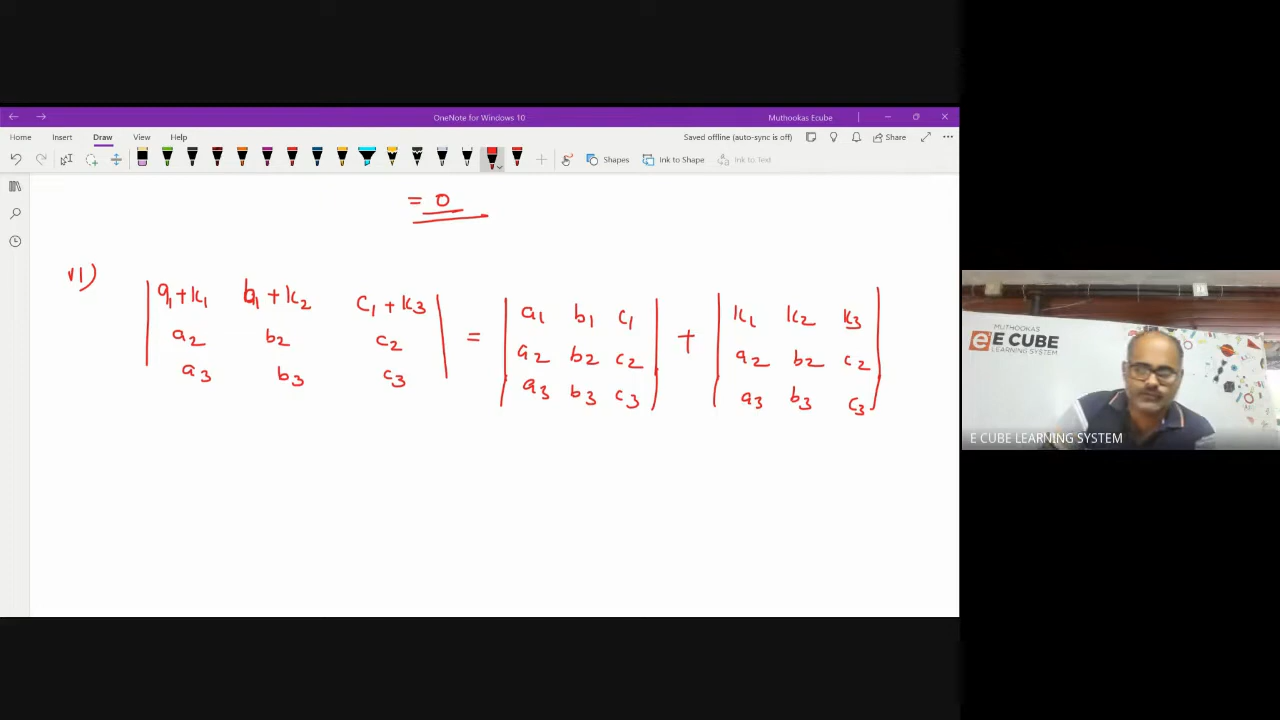 OneNote for Windows 10
Muthookas Ecube
Home Insert Draw View Help
Saved offline (auto-sync is off)
Share
Shapes
Ink to Shape
Ink to Text
= 0
VI)
a1+k1 b1+k2 c1+k3
a2 b2 c2
a3 b3 c3
=
a1 b1 c1
a2 b2 c2
a3 b3 c3
+
k1 k2 k3
a2 b2 c2
a3 b3 c3
MUTHOOKAS
E CUBE
LEARNING SYSTEM
E CUBE LEARNING SYSTEM